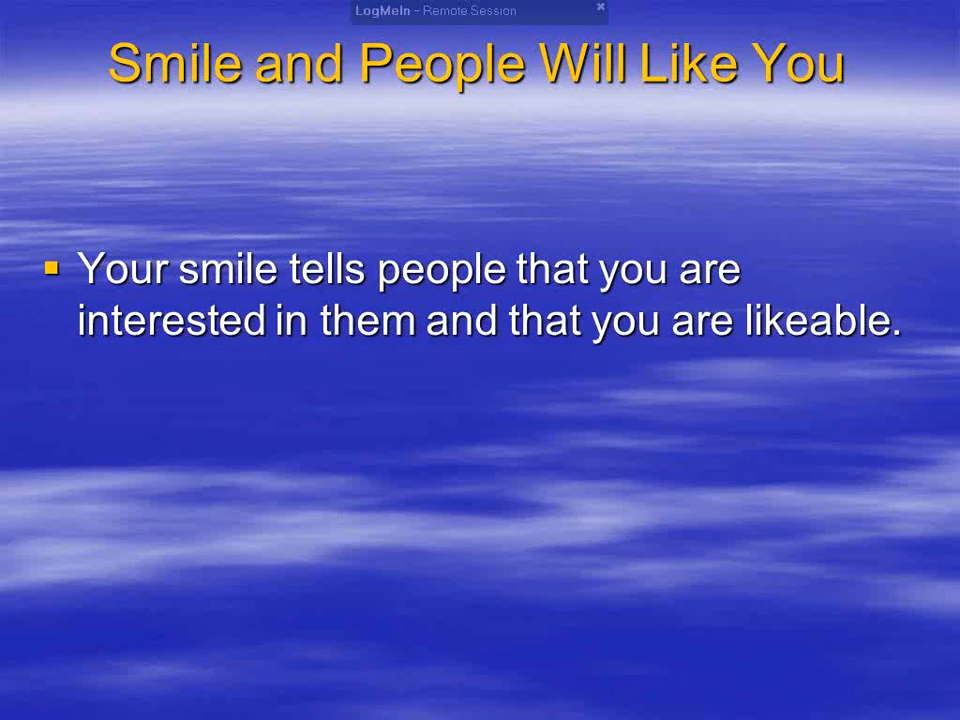 LogMeIn - Remote Session
Smile and People Will Like You
Your smile tells people that you are
interested in them and that you are likeable.